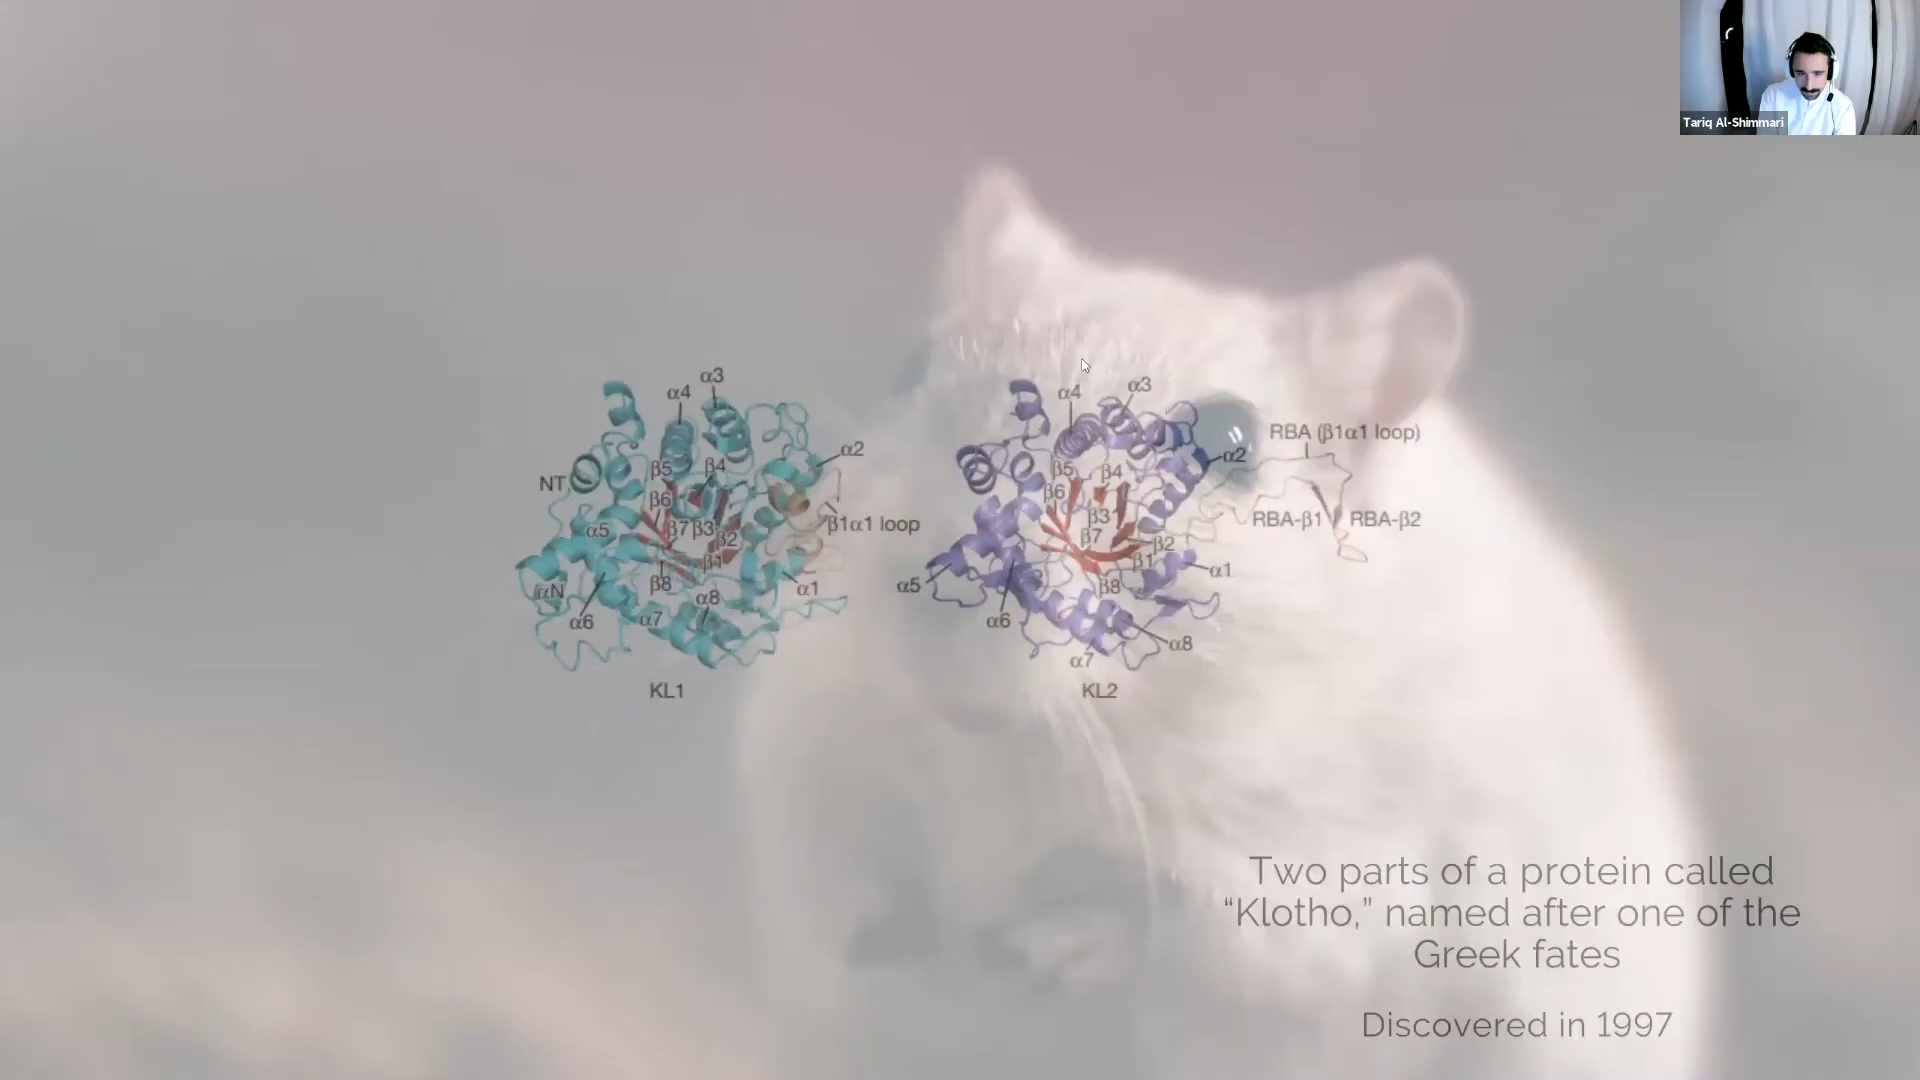 Tariq Al-Shimmari
α3
α4
α2
β5
β4
NT
β6
β1α1 loop
α5
β7
β3
β2
β1
β8
αN
α1
α8
α6
α7
KL1
α3
α4
RBA (β1α1 loop)
α2
β5
β4
β6
β3
RBA-β1
RBA-β2
β7
β2
β1
α5
α1
β8
α6
α8
α7
KL2
Two parts of a protein called
“Klotho,” named after one of the
Greek fates
Discovered in 1997